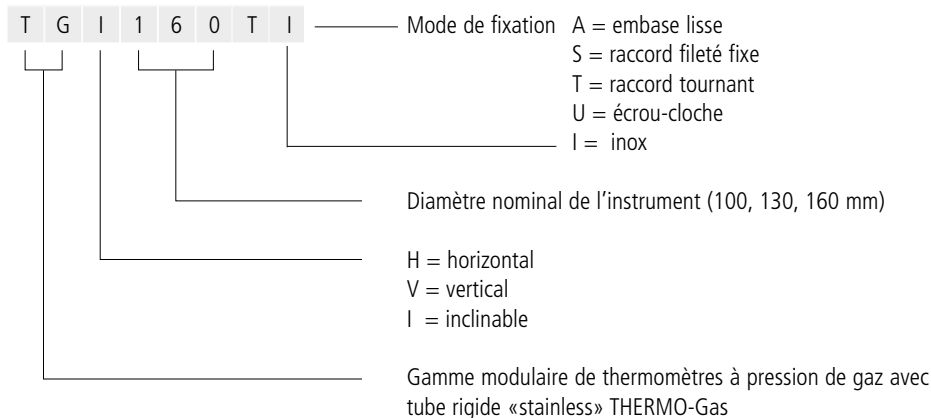 T G I 1 6 0 T I Mode de fixation A = embase lisse
S = raccord fileté fixe
T = raccord tournant
U = écrou-cloche
I = inox
Diamètre nominal de l'instrument (100, 130, 160 mm)
H = horizontal
V = vertical
I = inclinable
Gamme modulaire de thermomètres à pression de gaz avec
tube rigide «stainless» THERMO-Gas